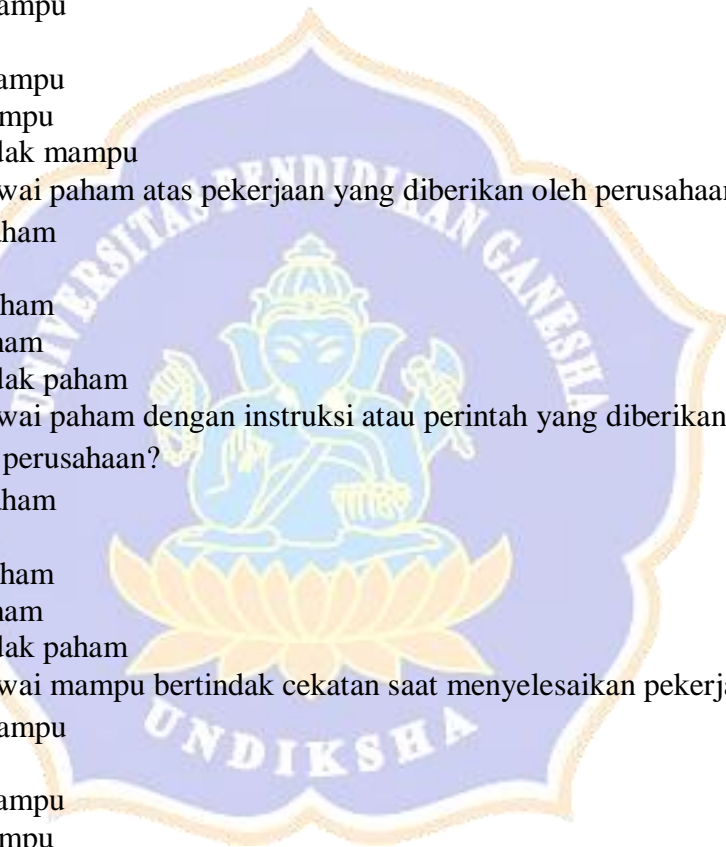 ampu
ampu
mpu
dak mampu
wai paham atas pekerjaan yang diberikan oleh perusahaan
aham
ham
ham
dak paham
wai paham dengan instruksi atau perintah yang diberikan
perusahaan?
aham
ham
ham
dak paham
wai mampu bertindak cekatan saat menyelesaikan pekerja
ampu
ampu
mpu
UNIVERSITAS PENDIDIKAN GANESHA
UNDIKSHA